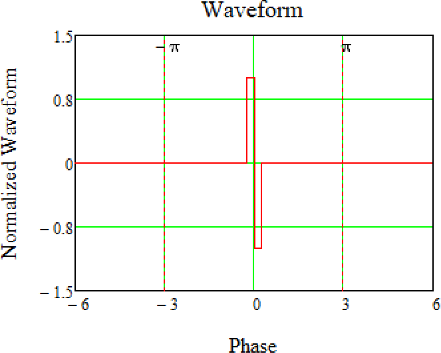 Waveform
Normalized Waveform
1.5
0.8
0
− 0.8
− 1.5
− π
π
− 6
− 3
0
3
6
Phase